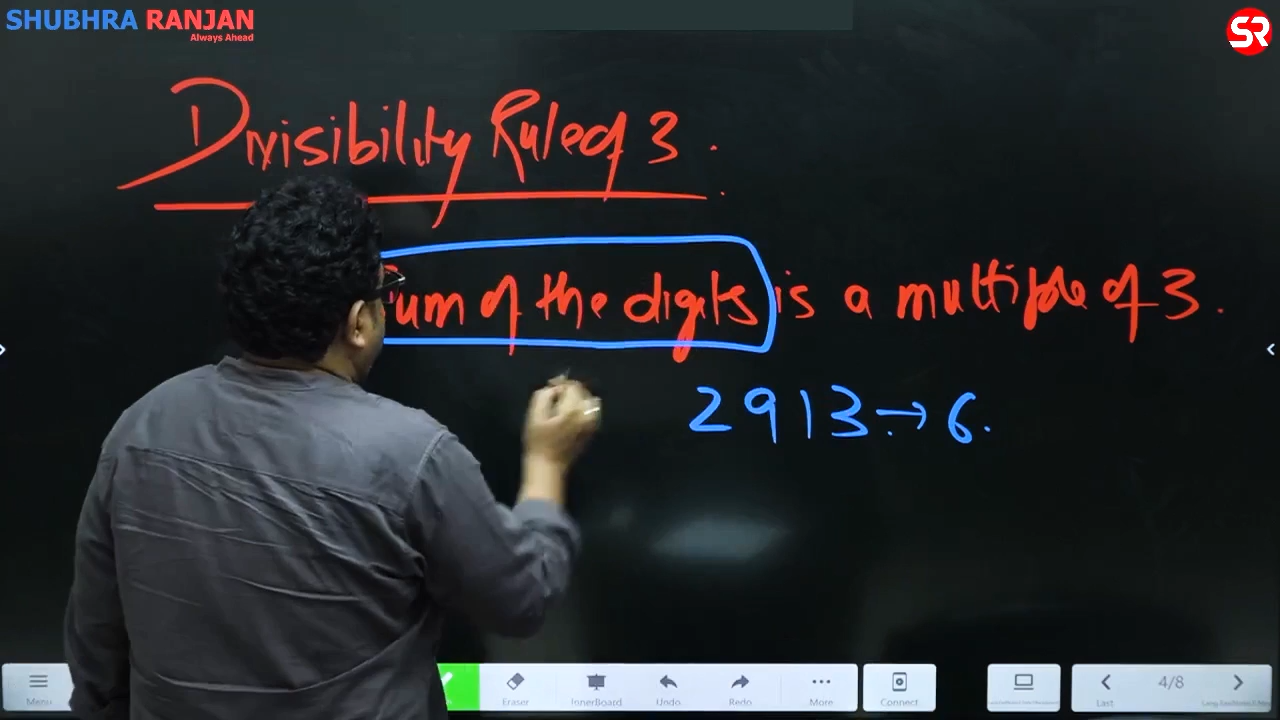 SHUBHRA RANJAN
Always Ahead
SR
Divisibility Rule of 3.
Sum of the digits is a multiple of 3.
2913 → 6.
Menu
Eraser
InnerBoard
Undo
Redo
More
Connect
4/8
Last